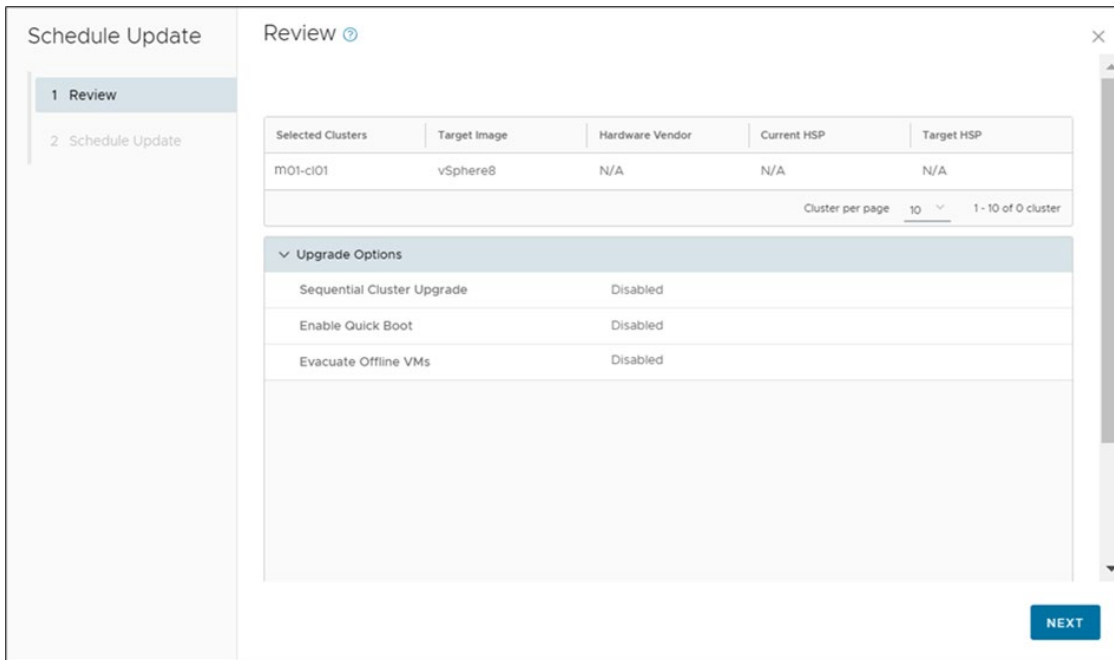 Schedule Update
1 Review
2 Schedule Update
Review
Selected Clusters Target Image Hardware Vendor Current HSP Target HSP
m01-cl01 vSphere8 N/A N/A N/A
Cluster per page 10 1 - 10 of 0 cluster
Upgrade Options
Sequential Cluster Upgrade Disabled
Enable Quick Boot Disabled
Evacuate Offline VMs Disabled
NEXT